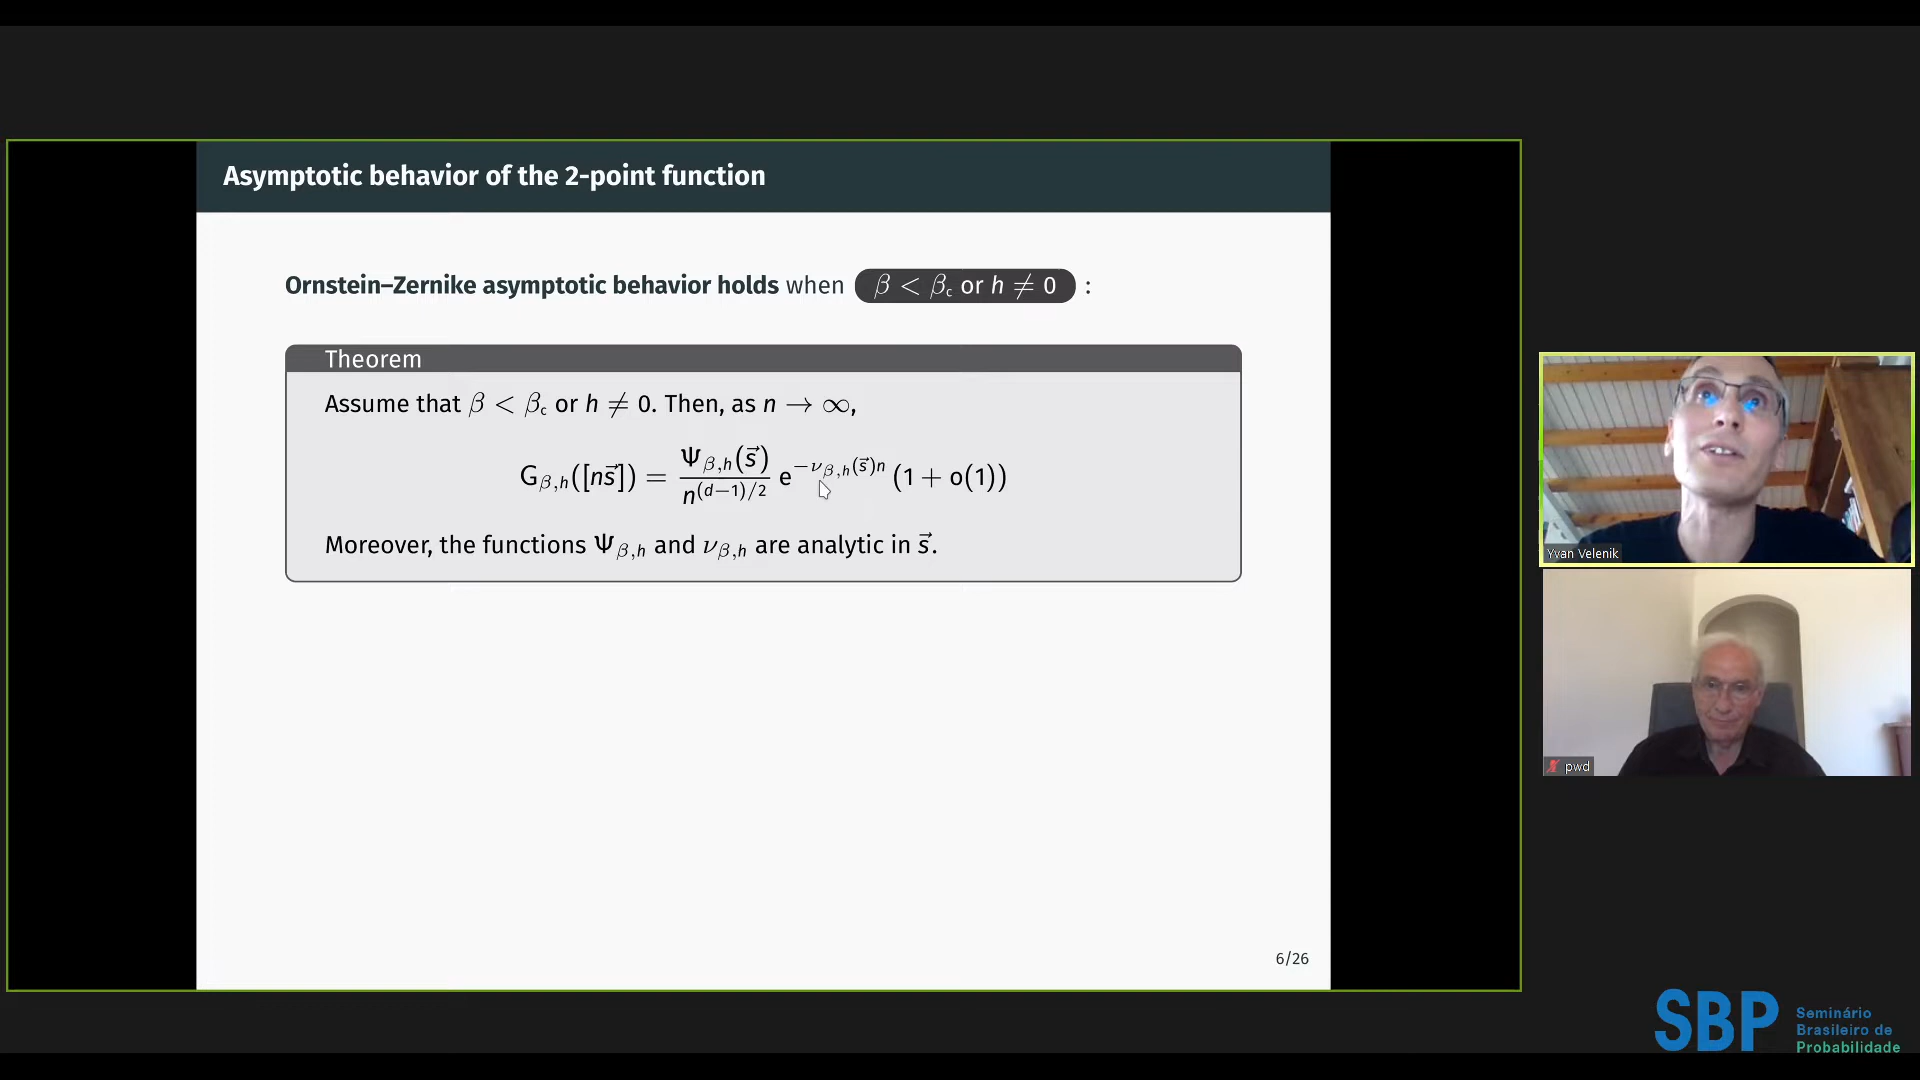 Asymptotic behavior of the 2-point function
Ornstein–Zernike asymptotic behavior holds when β < β_c or h ≠ 0 :
Theorem
Assume that β < β_c or h ≠ 0. Then, as n → ∞,
G_{β,h}([n\vec{s}]) = \frac{Ψ_{β,h}(\vec{s})}{n^{(d−1)/2}} e^{−ν_{β,h}(\vec{s})n} (1 + o(1))
Moreover, the functions Ψ_{β,h} and ν_{β,h} are analytic in \vec{s}.
6/26
Yvan Velenik
pwd
SBP
Seminário
Brasileiro de
Probabilidade